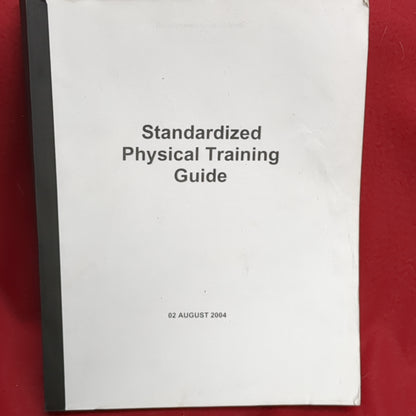 Standardized
Physical Training
Guide
02 AUGUST 2004